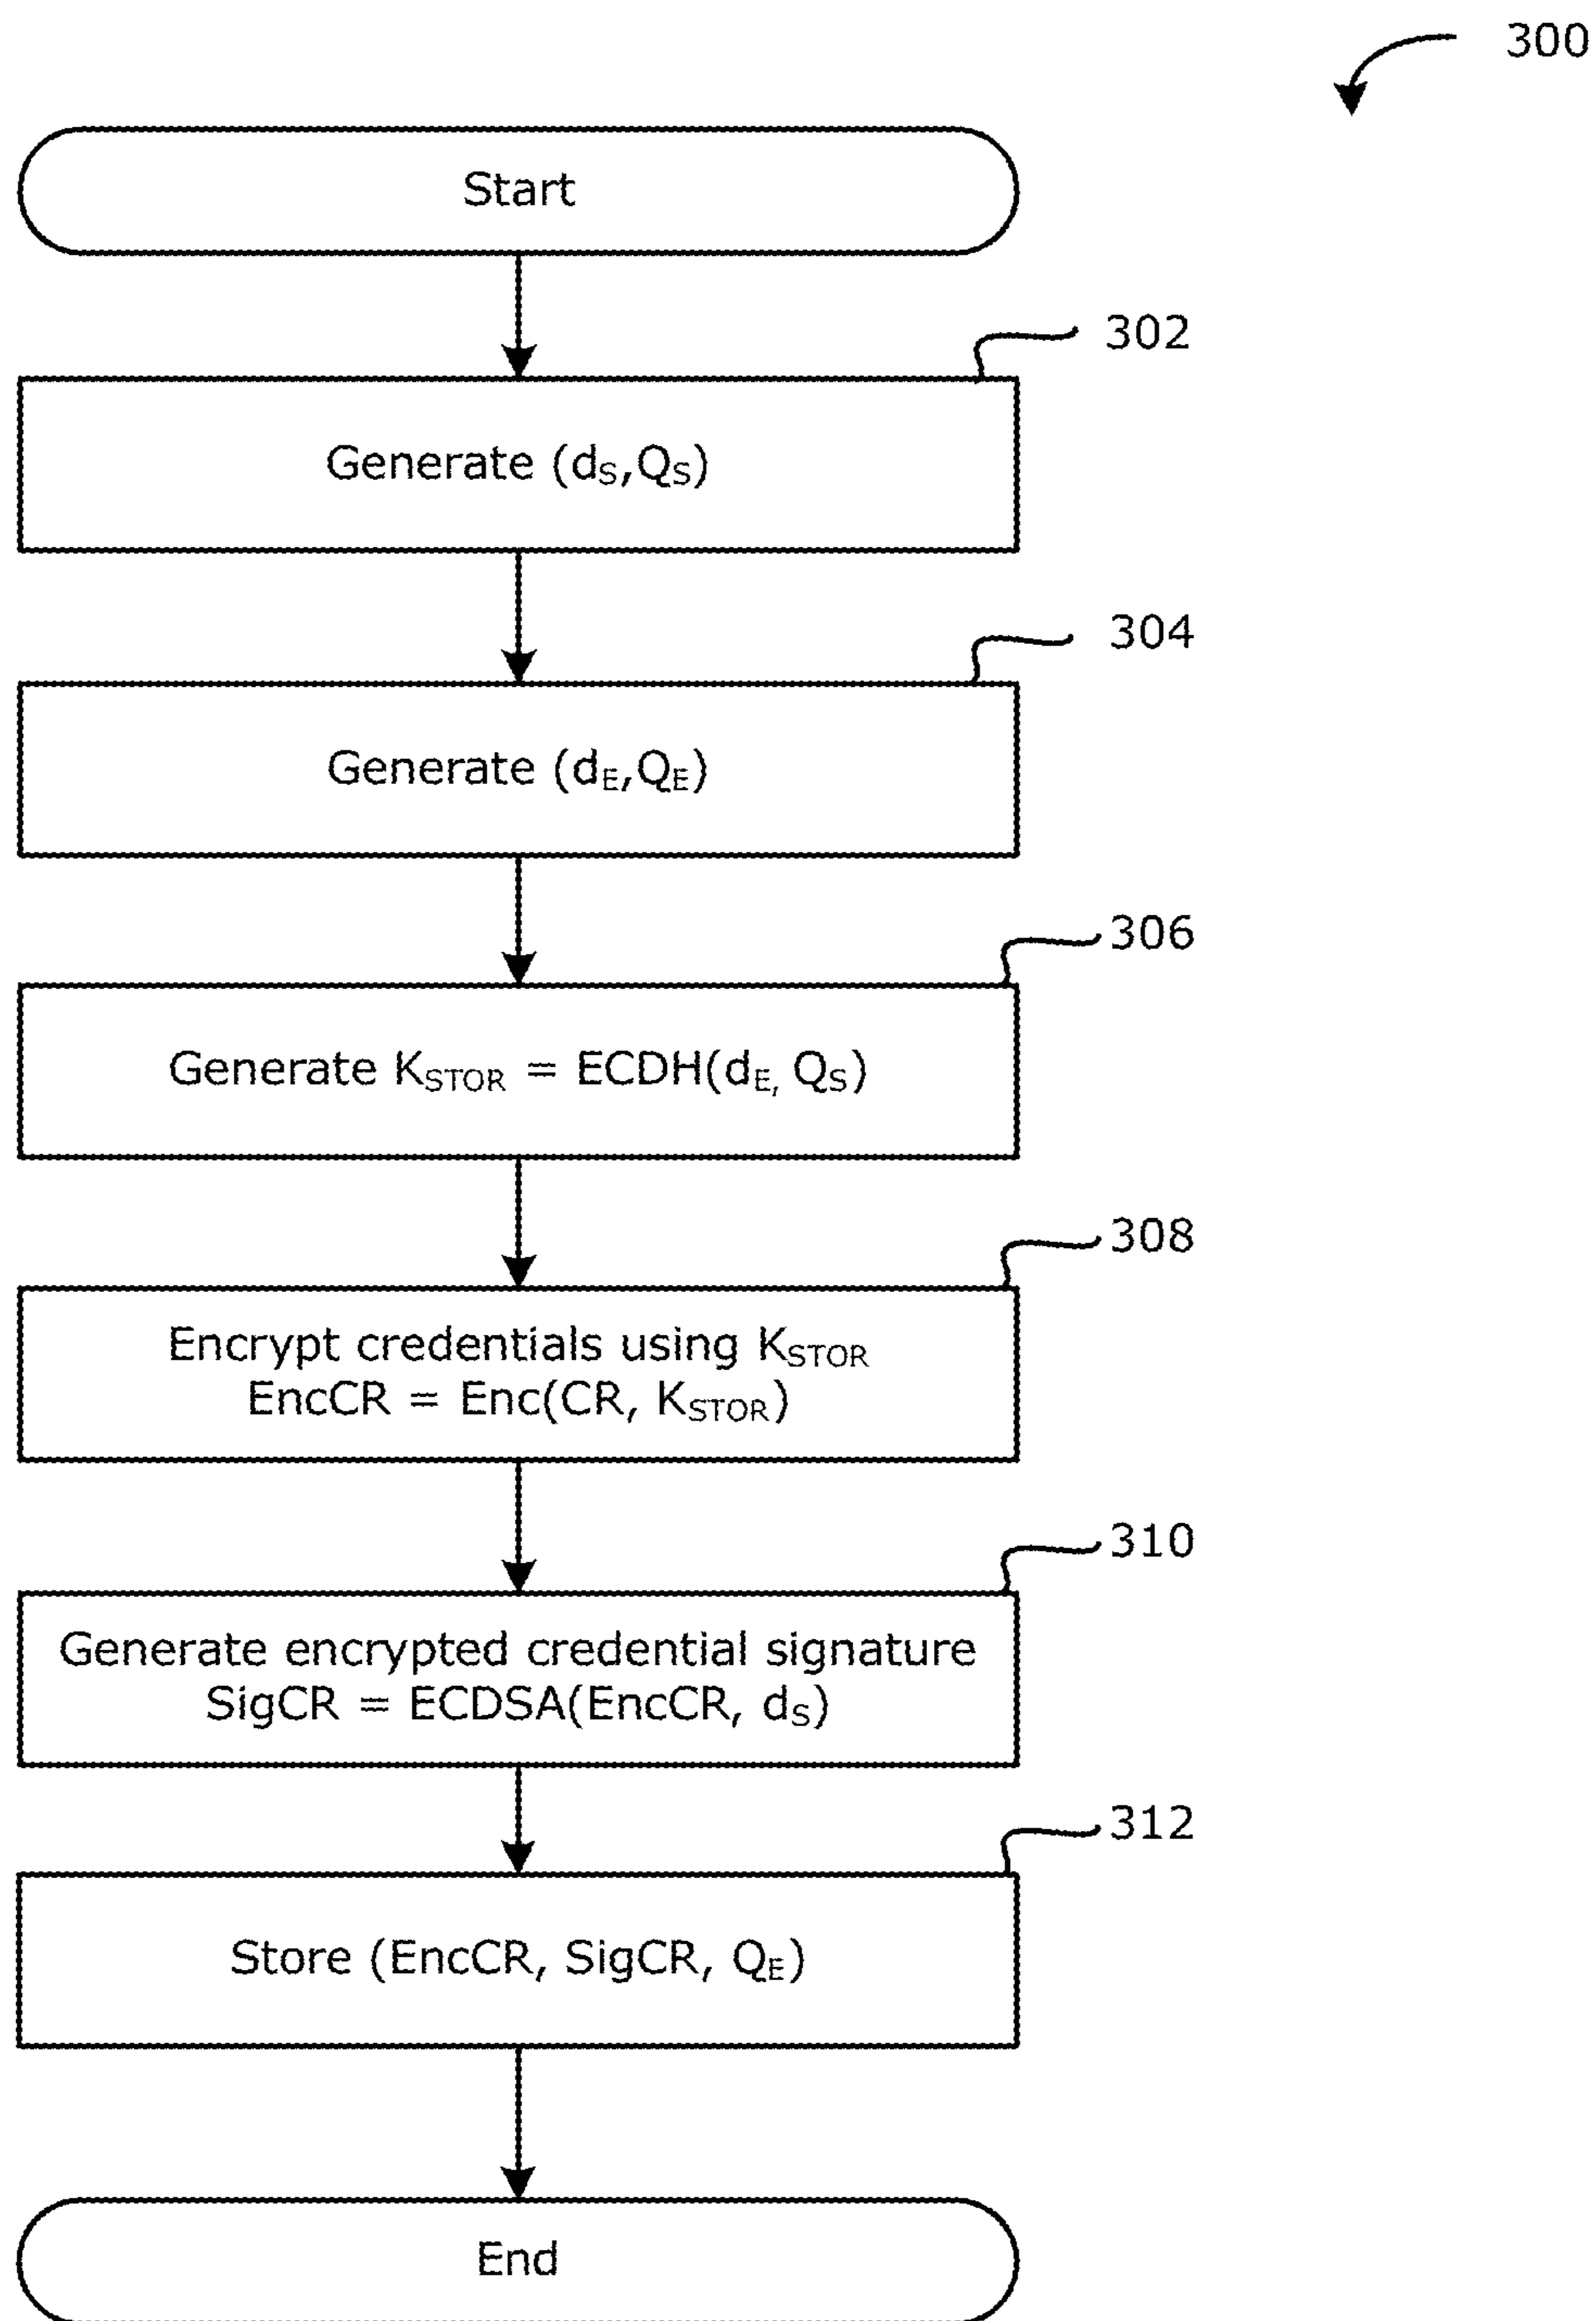 300
Start
302
Generate (dS,QS)
304
Generate (dE,QE)
306
Generate KSTOR = ECDH(dE, QS)
308
Encrypt credentials using KSTOR
EncCR = Enc(CR, KSTOR)
310
Generate encrypted credential signature
SigCR = ECDSA(EncCR, dS)
312
Store (EncCR, SigCR, QE)
End